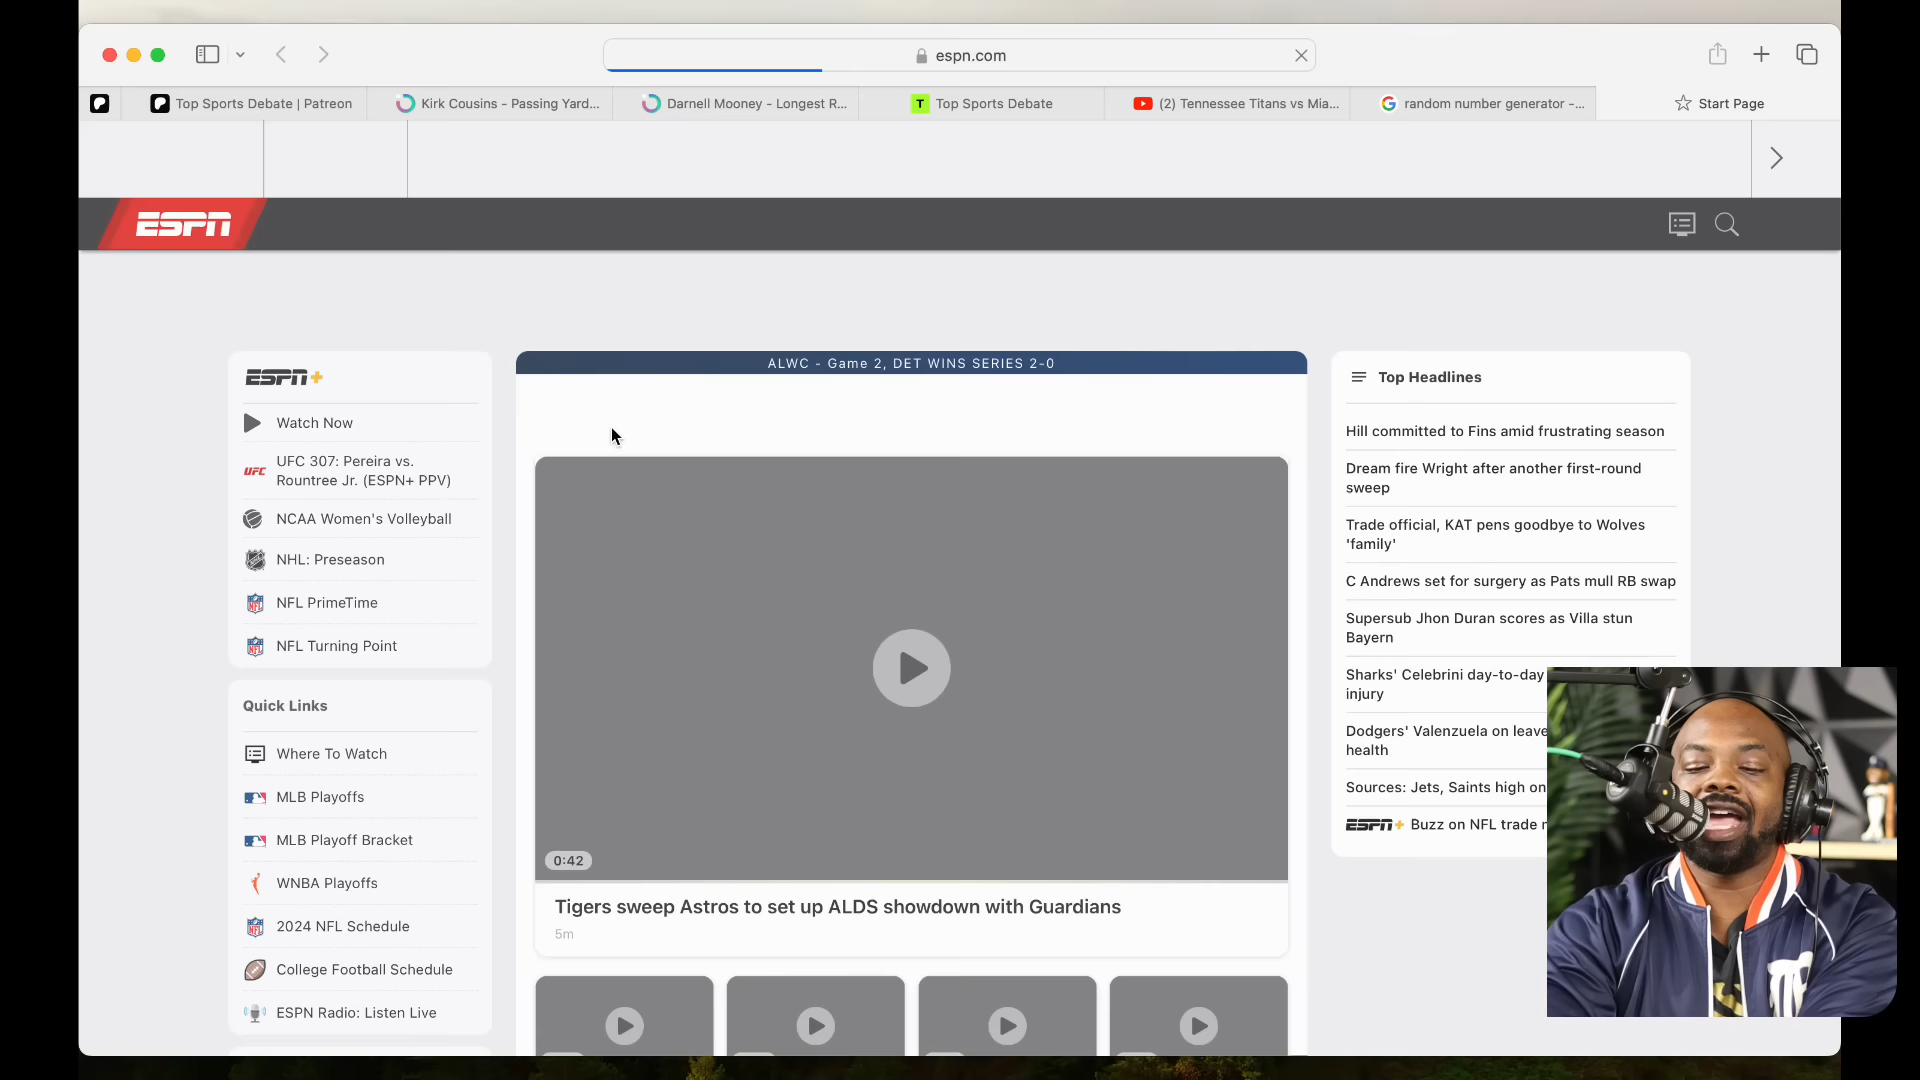 espn.com
Top Sports Debate | Patreon
Kirk Cousins - Passing Yard...
Darnell Mooney - Longest R...
T Top Sports Debate
(2) Tennessee Titans vs Mia...
random number generator -...
Start Page
ESPN
ESPN+
Watch Now
UFC
UFC 307: Pereira vs.
Rountree Jr. (ESPN+ PPV)
NCAA Women's Volleyball
NHL: Preseason
NFL PrimeTime
NFL Turning Point
Quick Links
Where To Watch
MLB Playoffs
MLB Playoff Bracket
WNBA Playoffs
2024 NFL Schedule
College Football Schedule
ESPN Radio: Listen Live
ALWC - Game 2, DET WINS SERIES 2-0
0:42
Tigers sweep Astros to set up ALDS showdown with Guardians
5m
Top Headlines
Hill committed to Fins amid frustrating season
Dream fire Wright after another first-round
sweep
Trade official, KAT pens goodbye to Wolves
'family'
C Andrews set for surgery as Pats mull RB swap
Supersub Jhon Duran scores as Villa stun
Bayern
Sharks' Celebrini day-to-day
injury
Dodgers' Valenzuela on leave
health
Sources: Jets, Saints high on
ESPN+ Buzz on NFL trade